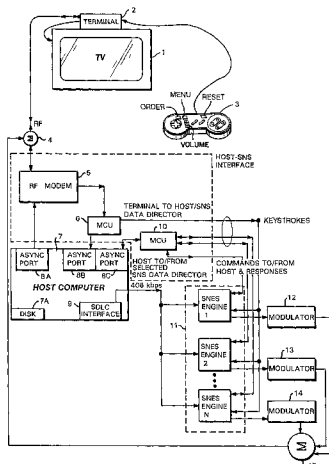 2
TERMINAL
1
TV
MENU
RESET
ORDER
3
VOLUME
RF
Σ
4
HOST-SNS
INTERFACE
5
RF MODEM
TERMINAL TO HOST/SNS
DATA DIRECTOR
6
MCU
KEYSTROKES
10
7
MCU
ASYNC
PORT
ASYNC
PORT
ASYNC
PORT
8A
8B
8C
HOST TO/FROM
SELECTED
SNS DATA DIRECTOR
COMMANDS TO/FROM
HOST & RESPONSES
HOST COMPUTER
408 kbps
7A
9
DISK
SDLC
INTERFACE
SNES
ENGINE
1
12
MODULATOR
11
13
SNES
ENGINE
2
MODULATOR
14
SNES
ENGINE
N
MODULATOR
Σ